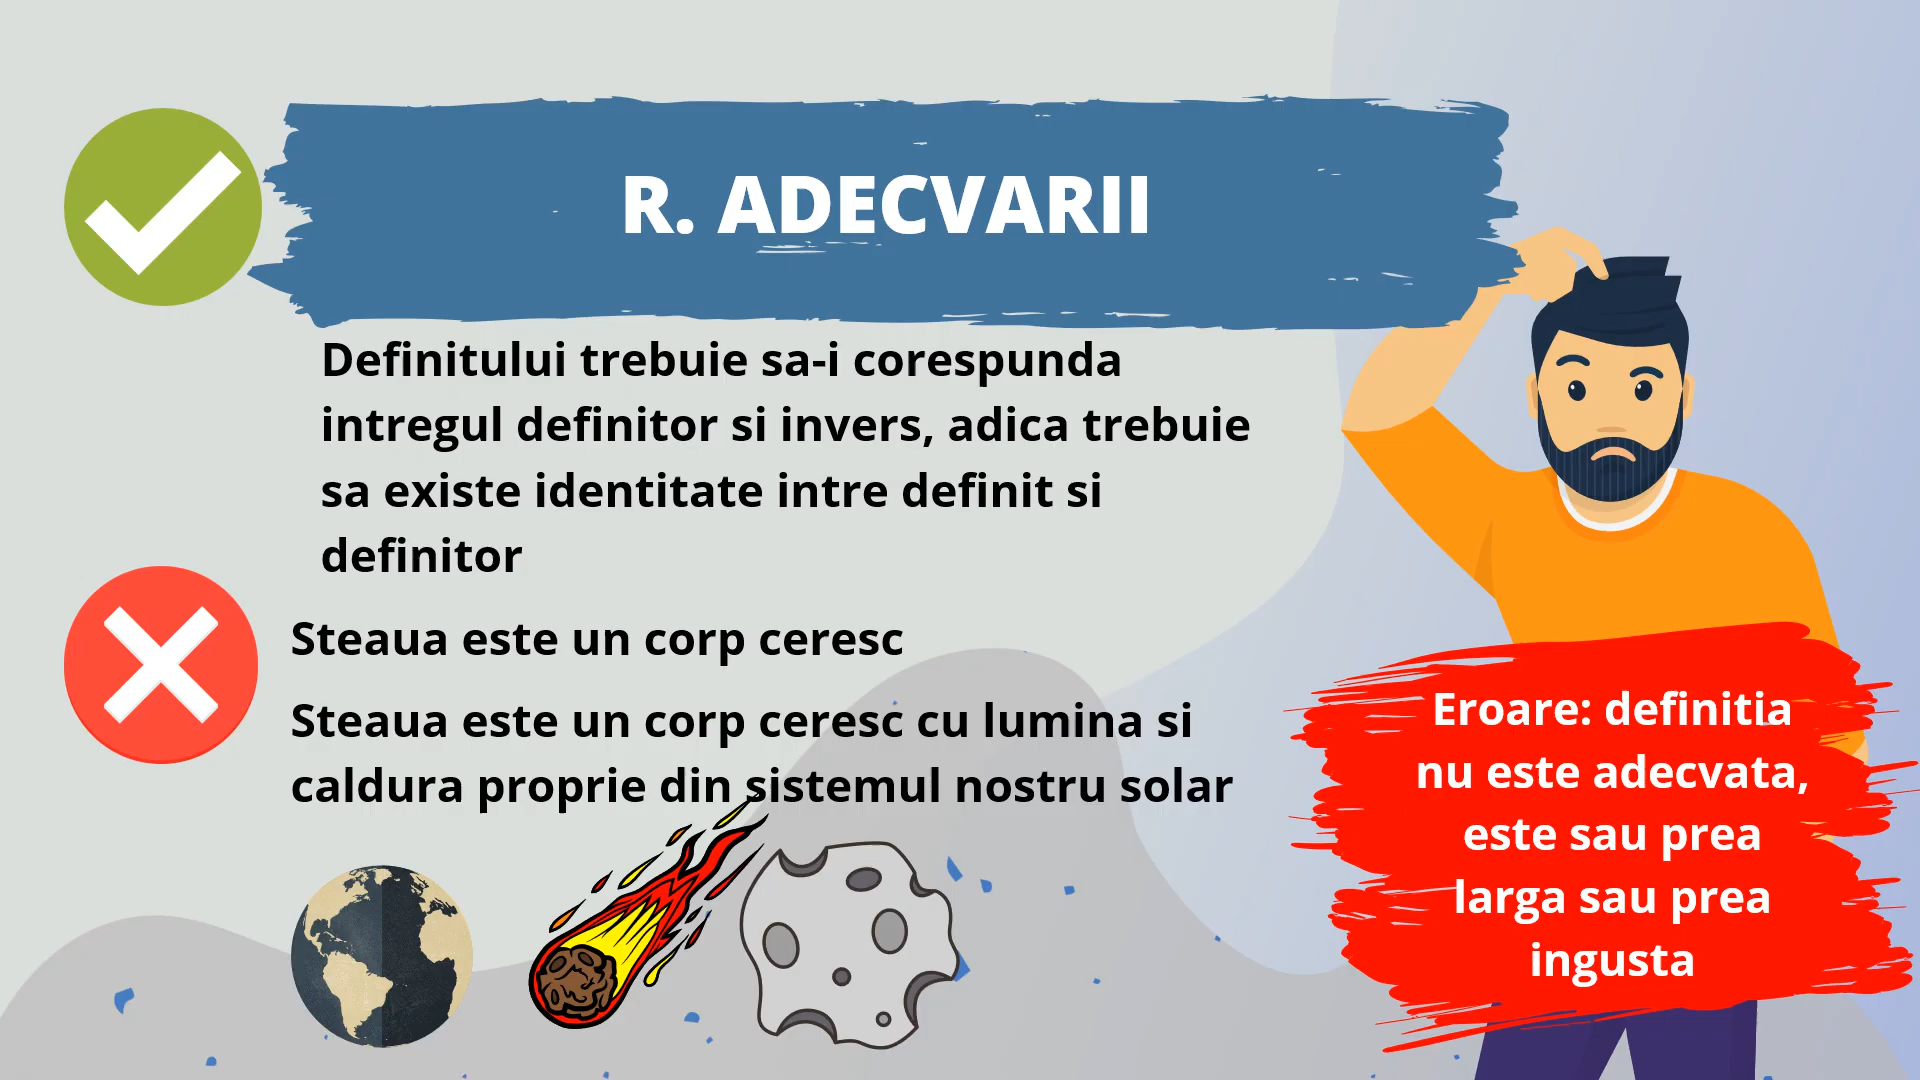 R. ADECVARII
Definitului trebuie sa-i corespunda
intregul definitor si invers, adica trebuie
sa existe identitate intre definit si
definitor
Steaua este un corp ceresc
Steaua este un corp ceresc cu lumina si
caldura proprie din sistemul nostru solar
Eroare: definitia
nu este adecvata,
este sau prea
larga sau prea
ingusta